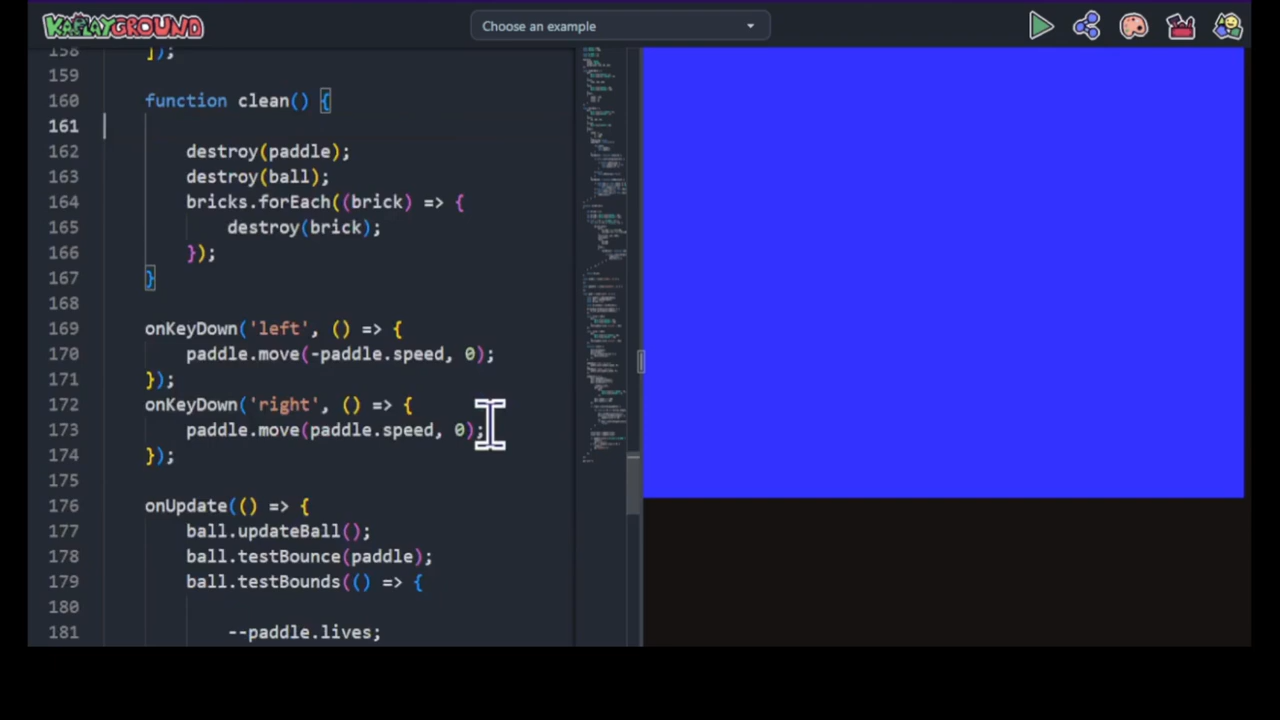 KAPLAYGROUND
Choose an example
158 ]);
159
160 function clean() {
161
162 destroy(paddle);
163 destroy(ball);
164 bricks.forEach((brick) => {
165 destroy(brick);
166 });
167 }
168
169 onKeyDown('left', () => {
170 paddle.move(-paddle.speed, 0);
171 });
172 onKeyDown('right', () => {
173 paddle.move(paddle.speed, 0);
174 });
175
176 onUpdate(() => {
177 ball.updateBall();
178 ball.testBounce(paddle);
179 ball.testBounds(() => {
180
181 --paddle.lives;